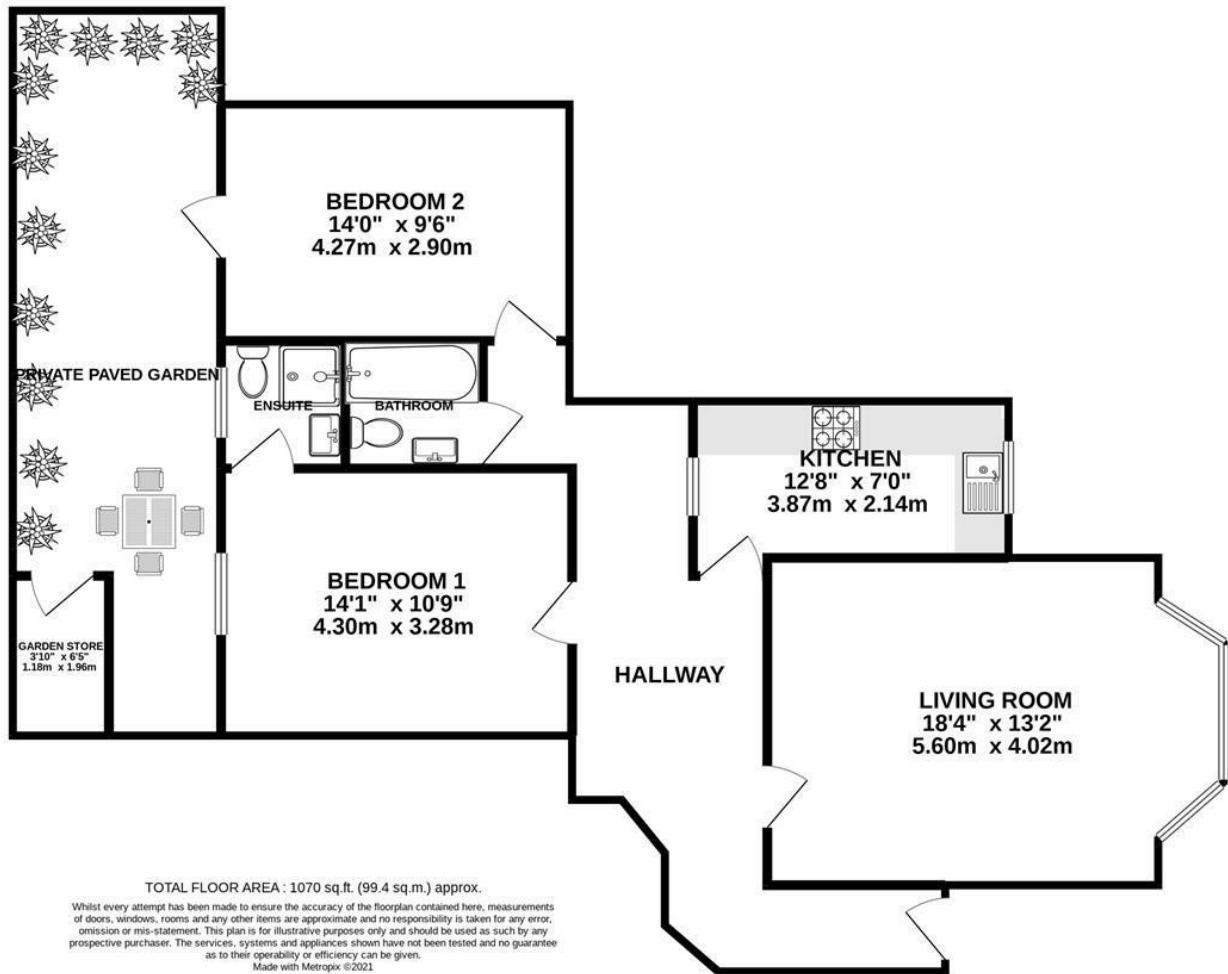 BEDROOM 2
14'0" x 9'6"
4.27m x 2.90m
PRIVATE PAVED GARDEN
ENSUITE
BATHROOM
KITCHEN
12'8" x 7'0"
3.87m x 2.14m
BEDROOM 1
14'1" x 10'9"
4.30m x 3.28m
GARDEN STORE
3'10" x 6'5"
1.18m x 1.96m
HALLWAY
LIVING ROOM
18'4" x 13'2"
5.60m x 4.02m
TOTAL FLOOR AREA : 1070 sq.ft. (99.4 sq.m.) approx.
Whilst every attempt has been made to ensure the accuracy of the floorplan contained here, measurements
of doors, windows, rooms and any other items are approximate and no responsibility is taken for any error,
omission or mis-statement. This plan is for illustrative purposes only and should be used as such by any
prospective purchaser. The services, systems and appliances shown have not been tested and no guarantee
as to their operability or efficiency can be given.
Made with Metropix ©2021